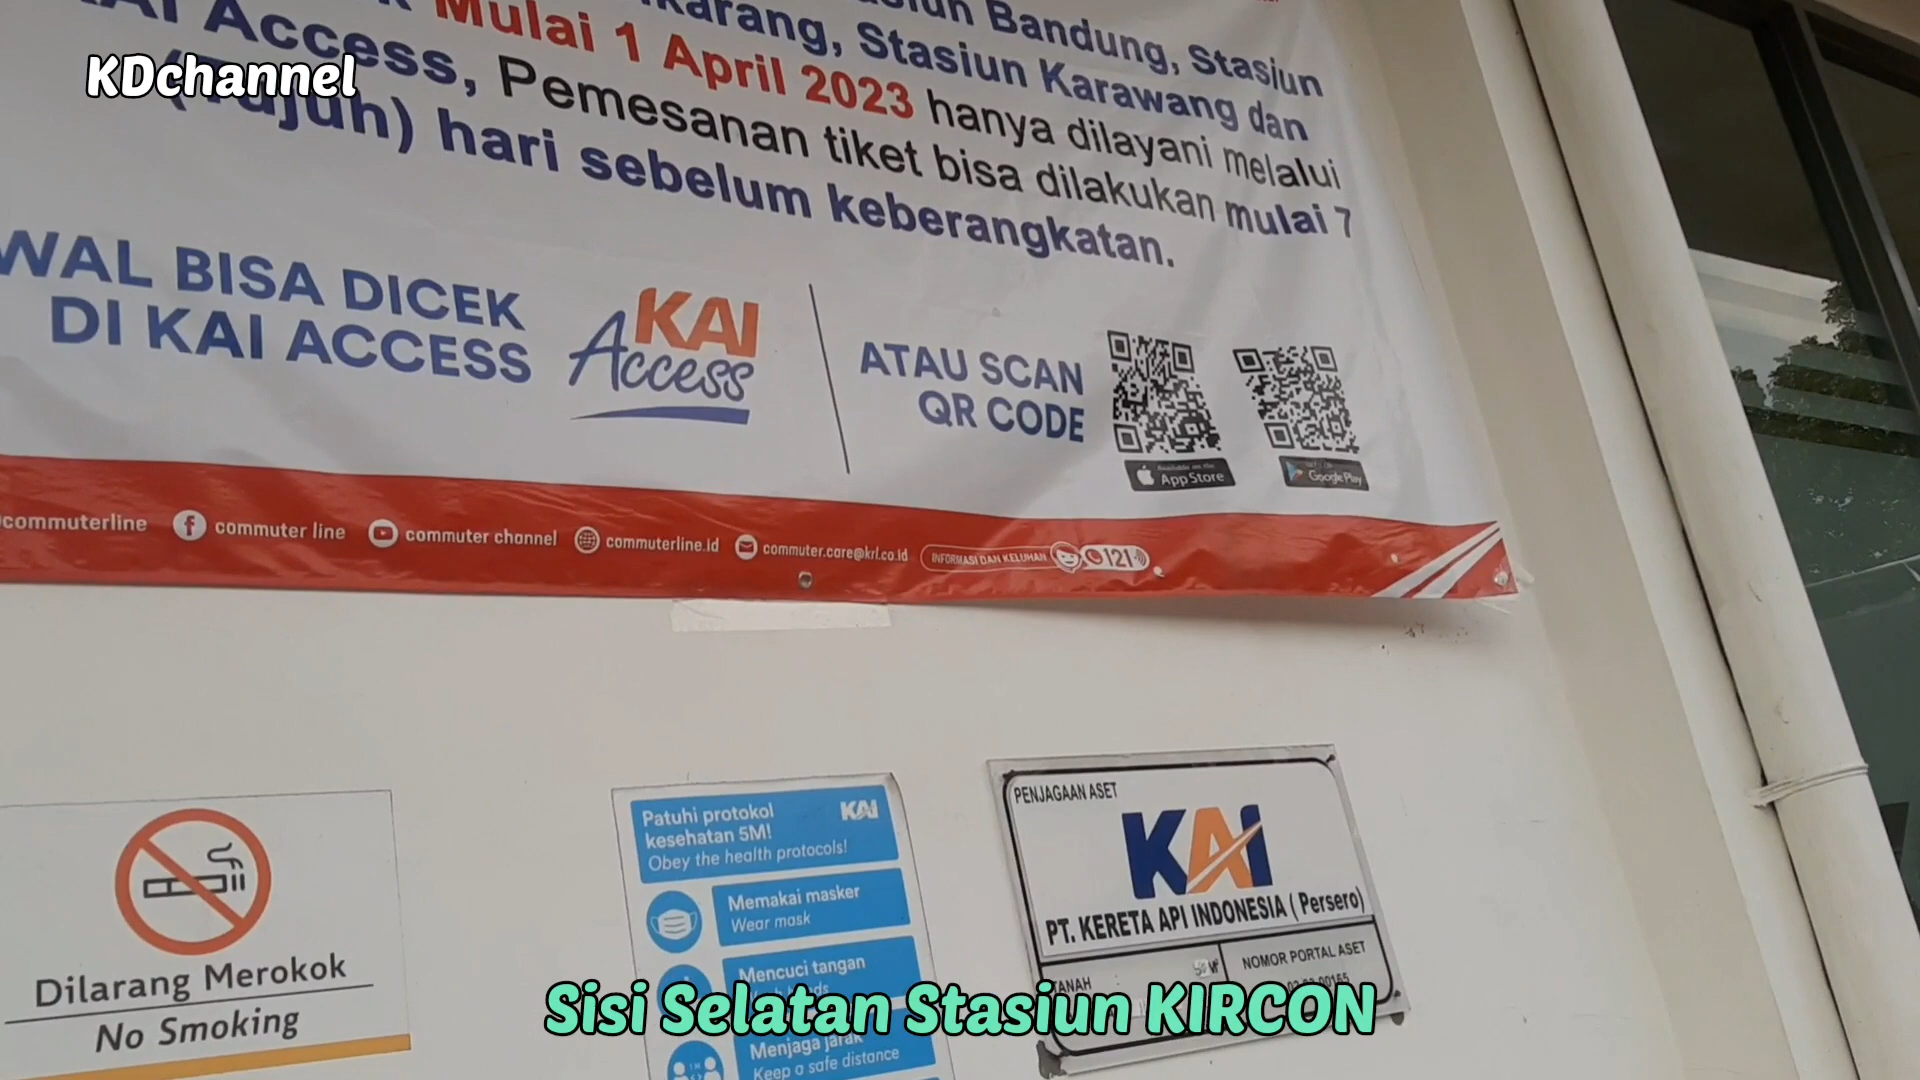 KDchannel
Bandung, Stasiun
Stasiun Karawang dan
Mulai 1 April 2023 hanya dilayani melalui
Access, Pemesanan tiket bisa dilakukan mulai 7
(Tujuh) hari sebelum keberangkatan.
BISA DICEK
DI KAI ACCESS
KAI
Access
ATAU SCAN
QR CODE
Available on the
App Store
Google Play
commuterline
commuter line
commuter channel
commuterline.id
commuter.care@krl.co.id
INFORMASI DAN KELUHAN
121
Dilarang Merokok
No Smoking
Patuhi protokol
kesehatan 5M!
Obey the health protocols!
KAI
Memakai masker
Wear mask
Mencuci tangan
Menjaga jarak
Keep a safe distance
PENJAGAAN ASET
KAI
PT. KERETA API INDONESIA ( Persero)
TANAH :
NOMOR PORTAL ASET
Sisi Selatan Stasiun KIRCON